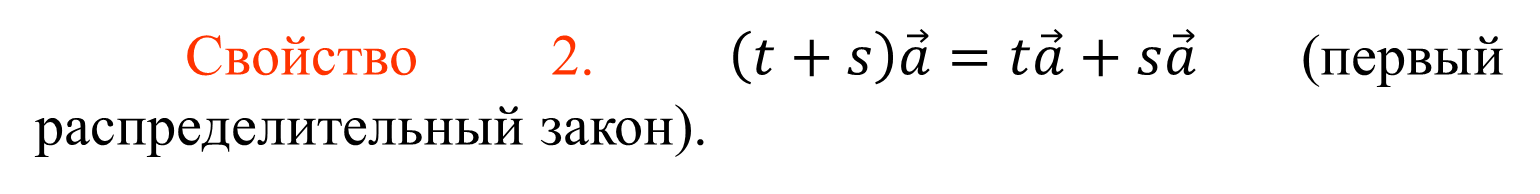 Свойство 2. (t + s)a⃗ = ta⃗ + sa⃗ (первый
распределительный закон).